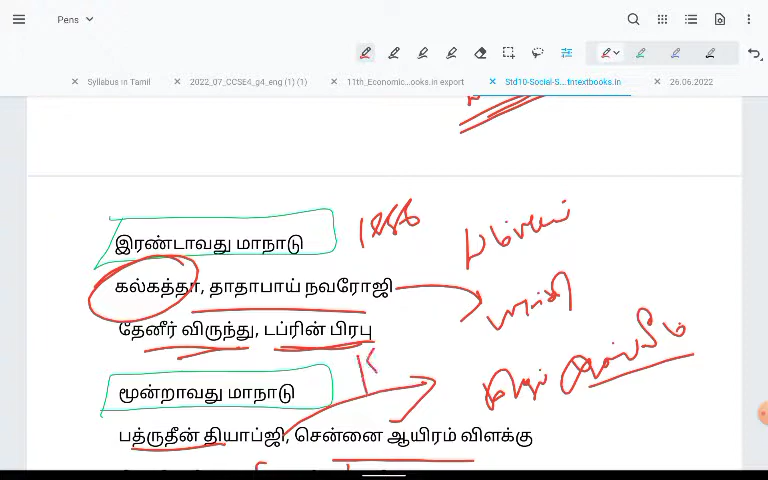 Pens
Syllabus in Tamil
2022_07_CCSE4_g4_eng (1) (1)
11th_Economic...ooks.in export
Std10-Social-S...tntextbooks.in
26.06.2022
இரண்டாவது மாநாடு 1886
கல்கத்தா, தாதாபாய் நவரோஜி
தேனீர் விருந்து, டப்ரின் பிரபு
மூன்றாவது மாநாடு
பத்ருதீன் தியாப்ஜி, சென்னை ஆயிரம் விளக்கு